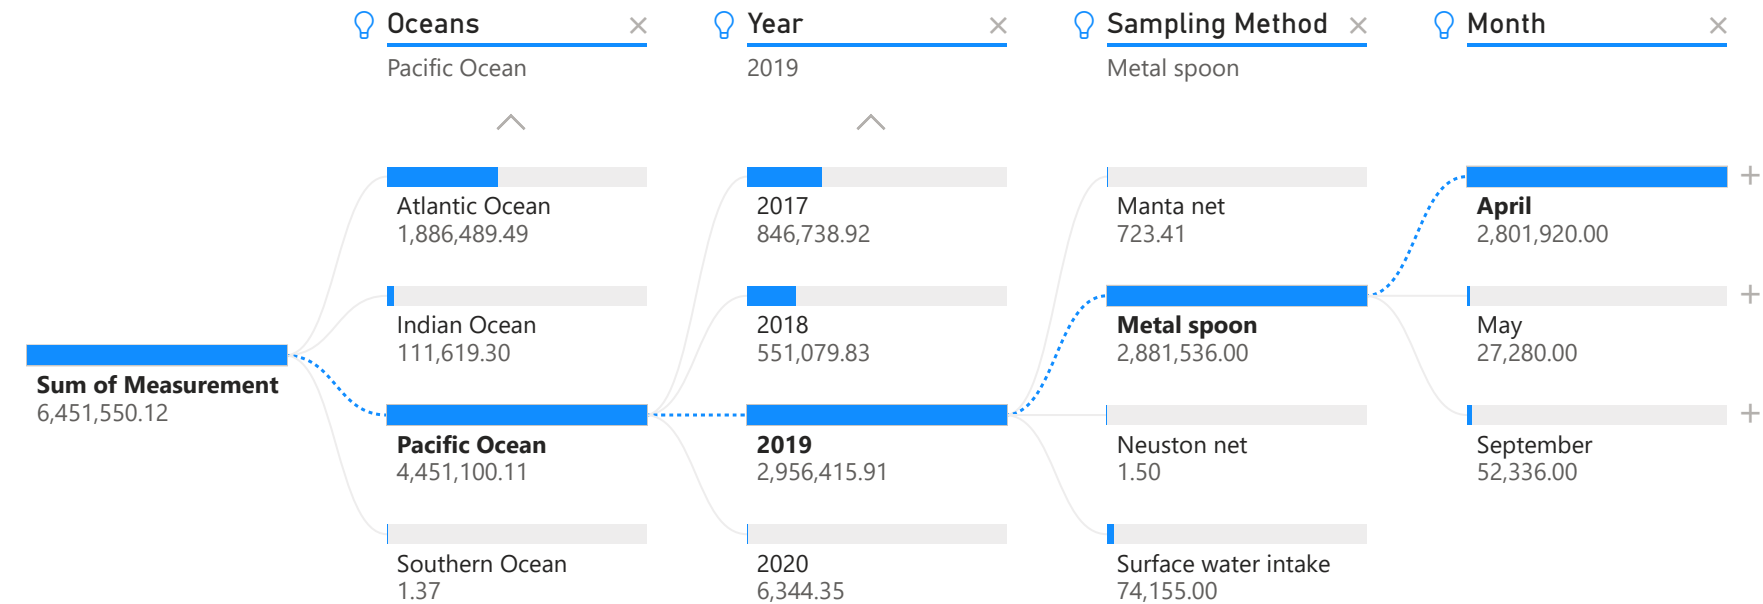 Oceans
Pacific Ocean
Year
2019
Sampling Method
Metal spoon
Month
Sum of Measurement
6,451,550.12
Atlantic Ocean
1,886,489.49
Indian Ocean
111,619.30
Pacific Ocean
4,451,100.11
Southern Ocean
1.37
2017
846,738.92
2018
551,079.83
2019
2,956,415.91
2020
6,344.35
Manta net
723.41
Metal spoon
2,881,536.00
Neuston net
1.50
Surface water intake
74,155.00
April
2,801,920.00
May
27,280.00
September
52,336.00